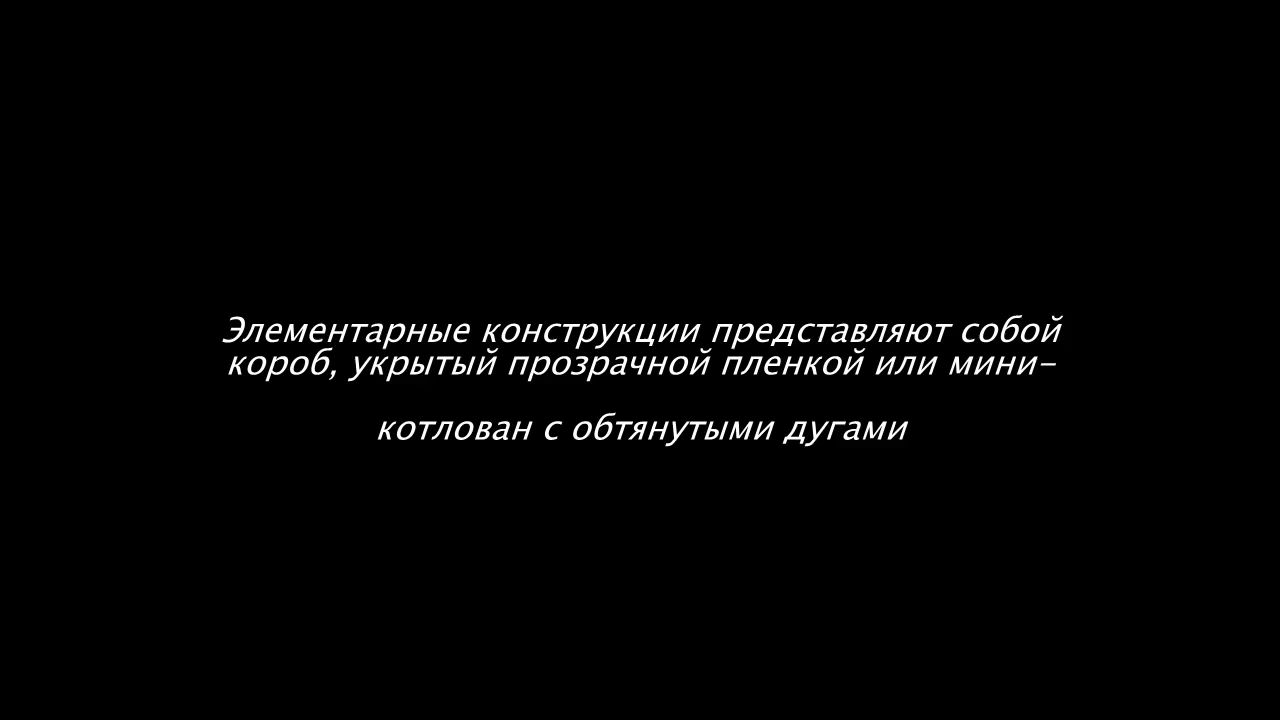 Элементарные конструкции представляют собой
короб, укрытый прозрачной пленкой или мини-
котлован с обтянутыми дугами